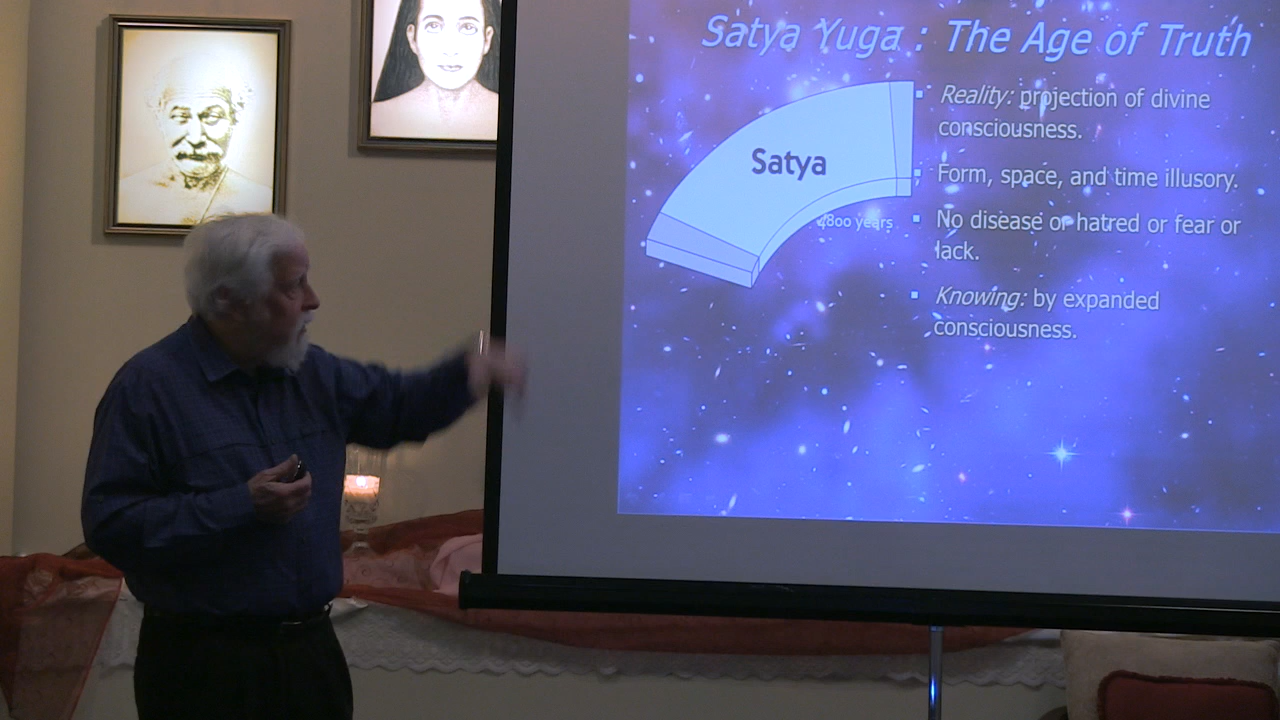 Satya Yuga : The Age of Truth
Reality: projection of divine
consciousness.
Satya
Form, space, and time illusory.
4800 years
No disease or hatred or fear or
lack.
Knowing: by expanded
consciousness.